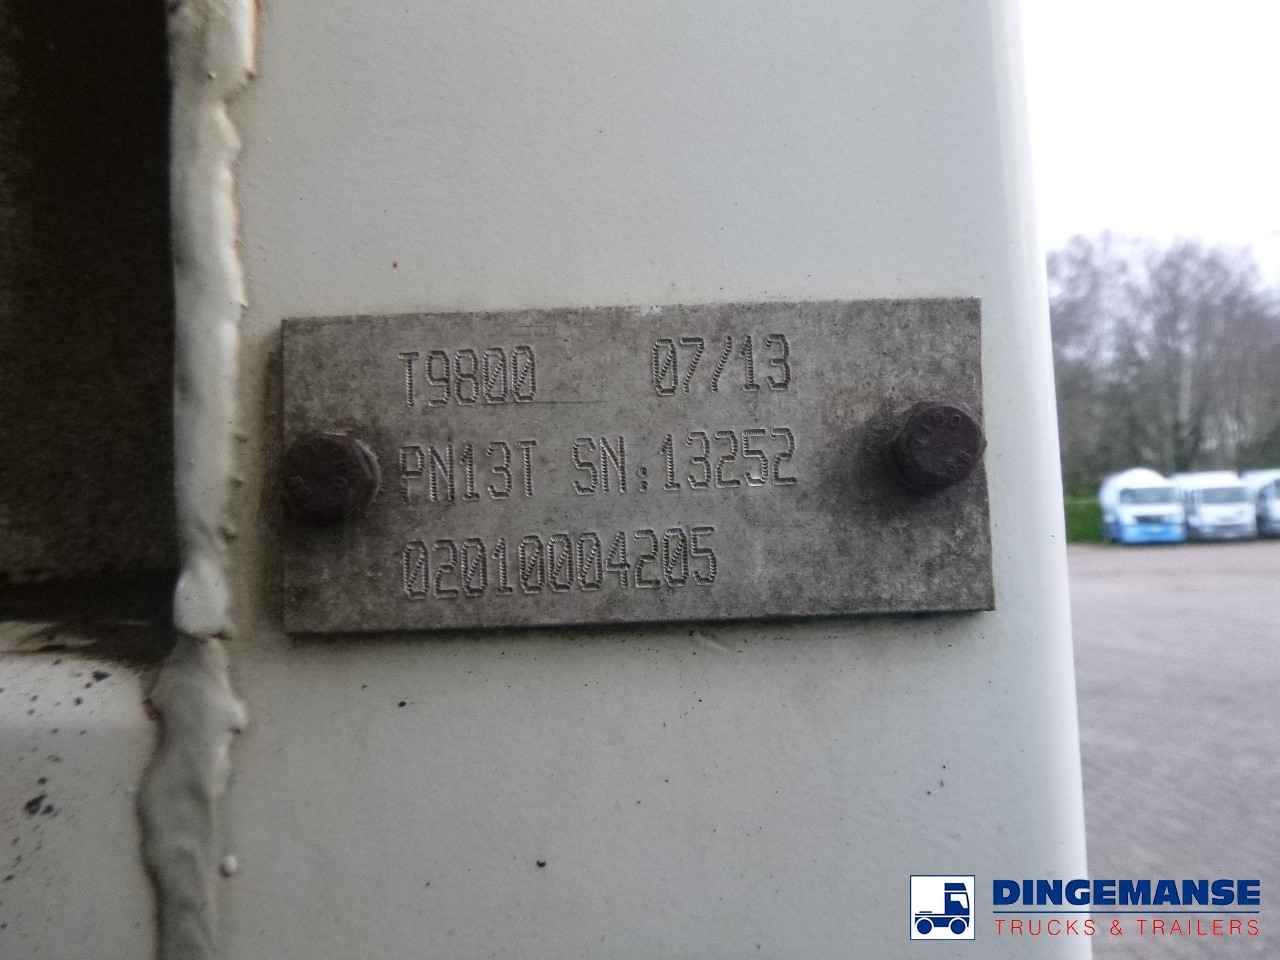 T9800 07//13
PN13T SN:13252
02010004205
DINGEMANSE
TRUCKS & TRAILERS